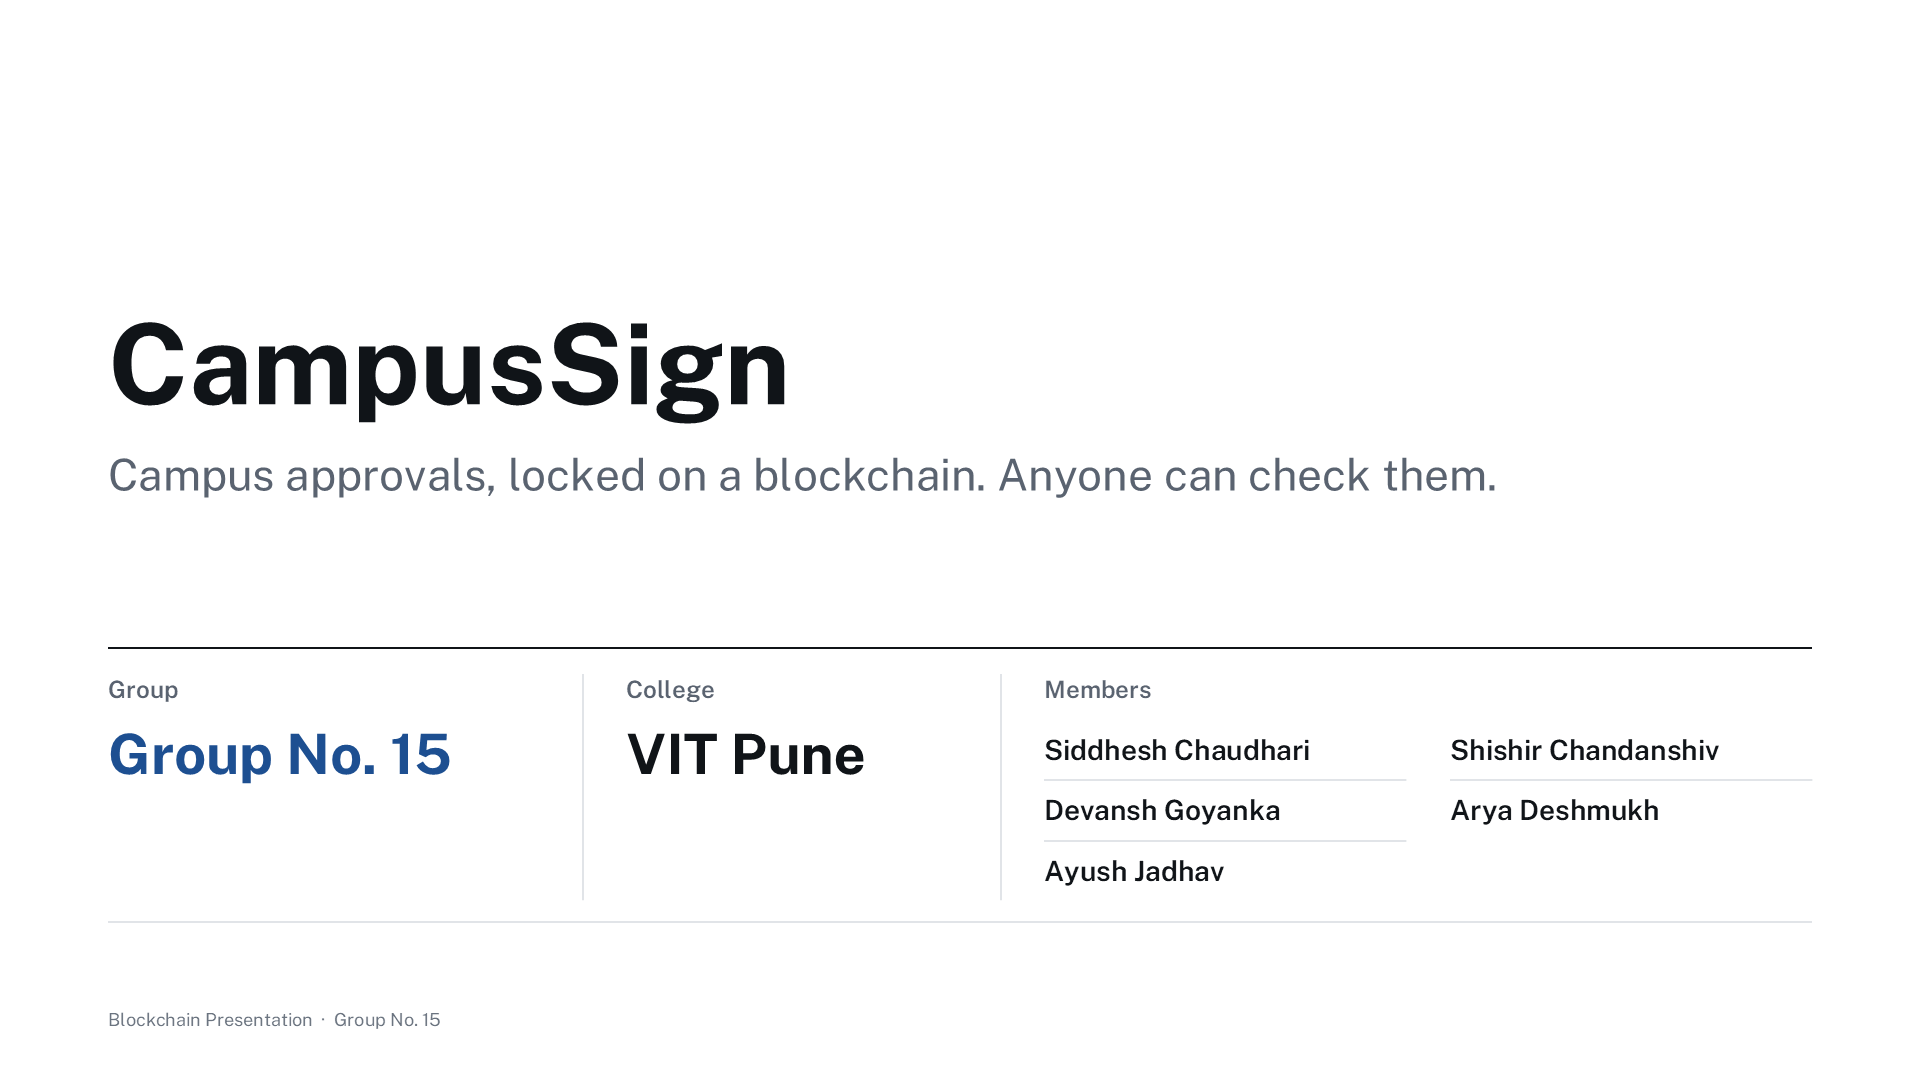 CampusSign
Campus approvals, locked on a blockchain. Anyone can check them.
Group
Group No. 15
College
VIT Pune
Members
Siddhesh Chaudhari
Shishir Chandanshiv
Devansh Goyanka
Arya Deshmukh
Ayush Jadhav
Blockchain Presentation · Group No. 15